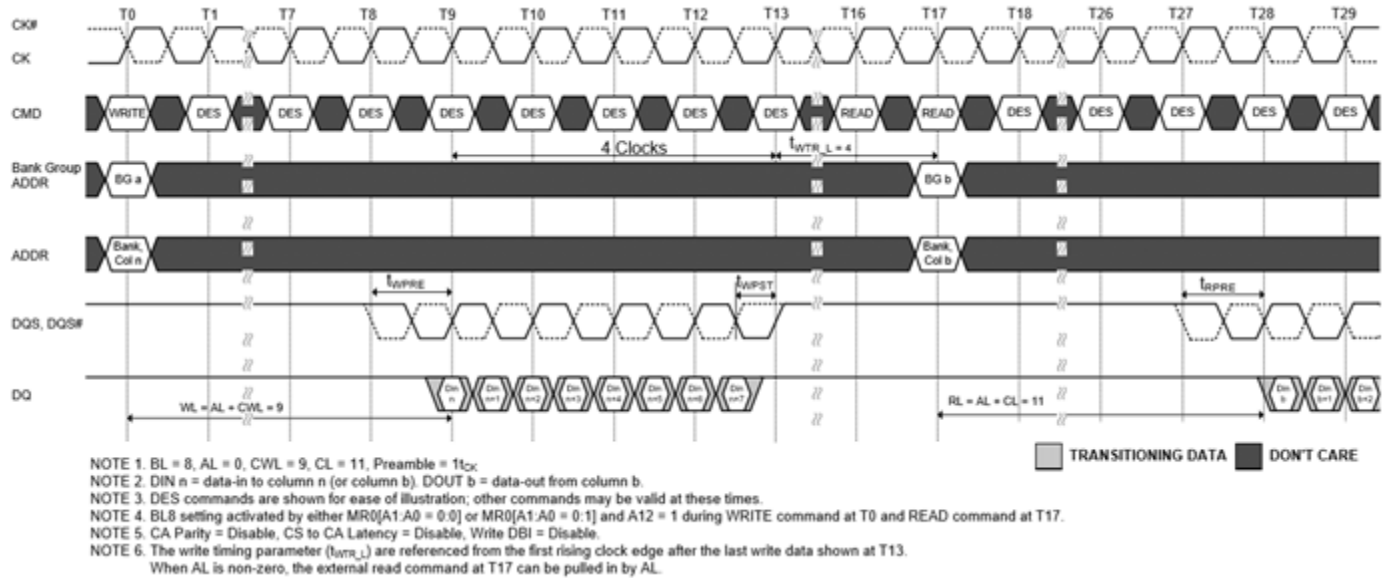 T0 T1 T7 T8 T9 T10 T11 T12 T13 T16 T17 T18 T26 T27 T28 T29
CK#
CK
CMD WRITE DES DES DES DES DES DES DES DES READ READ DES DES DES DES DES
4 Clocks tWTR_L = 4
Bank Group
ADDR
BG a BG b
ADDR
Bank, Bank,
Col n Col b
tWPRE tWPST tRPRE
DQS, DQS#
DQ
Din Din Din Din Din Din Din Din Din Din Din
n n+1 n+2 n+3 n+4 n+5 n+6 n+7 b b+1 b+2
WL = AL + CWL = 9 RL = AL + CL = 11
TRANSITIONING DATA DON'T CARE
NOTE 1. BL = 8, AL = 0, CWL = 9, CL = 11, Preamble = 1tCK
NOTE 2. DIN n = data-in to column n (or column b). DOUT b = data-out from column b.
NOTE 3. DES commands are shown for ease of illustration; other commands may be valid at these times.
NOTE 4. BL8 setting activated by either MR0[A1:A0 = 0:0] or MR0[A1:A0 = 0:1] and A12 = 1 during WRITE command at T0 and READ command at T17.
NOTE 5. CA Parity = Disable, CS to CA Latency = Disable, Write DBI = Disable.
NOTE 6. The write timing parameter (tWTR_L) are referenced from the first rising clock edge after the last write data shown at T13.
When AL is non-zero, the external read command at T17 can be pulled in by AL.